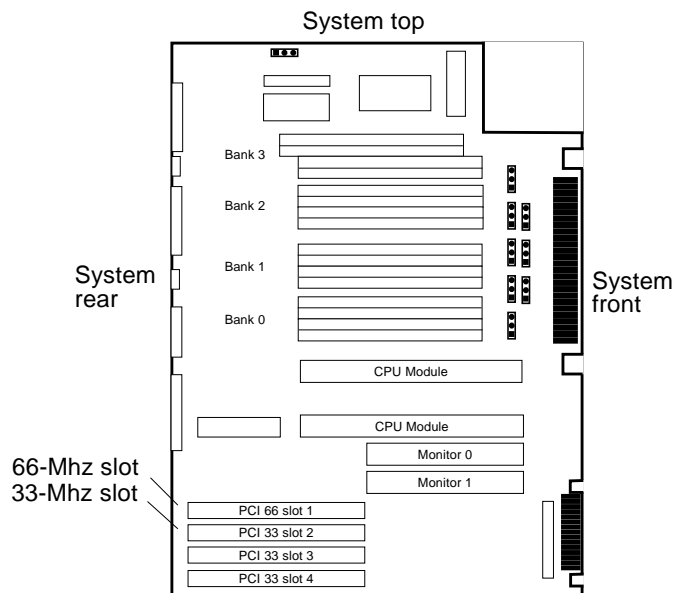 System top
Bank 3
Bank 2
Bank 1
Bank 0
System
rear
System
front
CPU Module
CPU Module
Monitor 0
Monitor 1
66-Mhz slot
33-Mhz slot
PCI 66 slot 1
PCI 33 slot 2
PCI 33 slot 3
PCI 33 slot 4